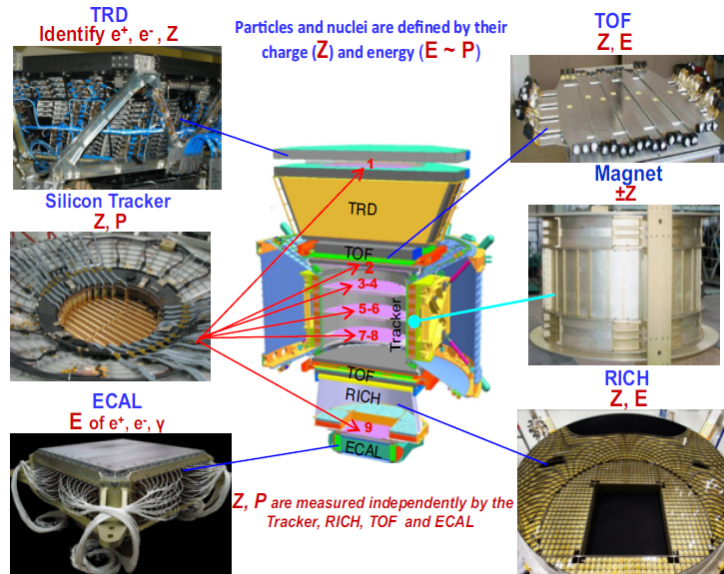 TRD
Identify e⁺, e⁻, Z
Particles and nuclei are defined by their
charge (Z) and energy (E ~ P)
TOF
Z, E
Silicon Tracker
Z, P
Magnet
±Z
1
TRD
TOF
2
3-4
5-6
7-8
Tracker
TOF
RICH
9
ECAL
ECAL
E of e⁺, e⁻, γ
RICH
Z, E
Z, P are measured independently by the
Tracker, RICH, TOF and ECAL